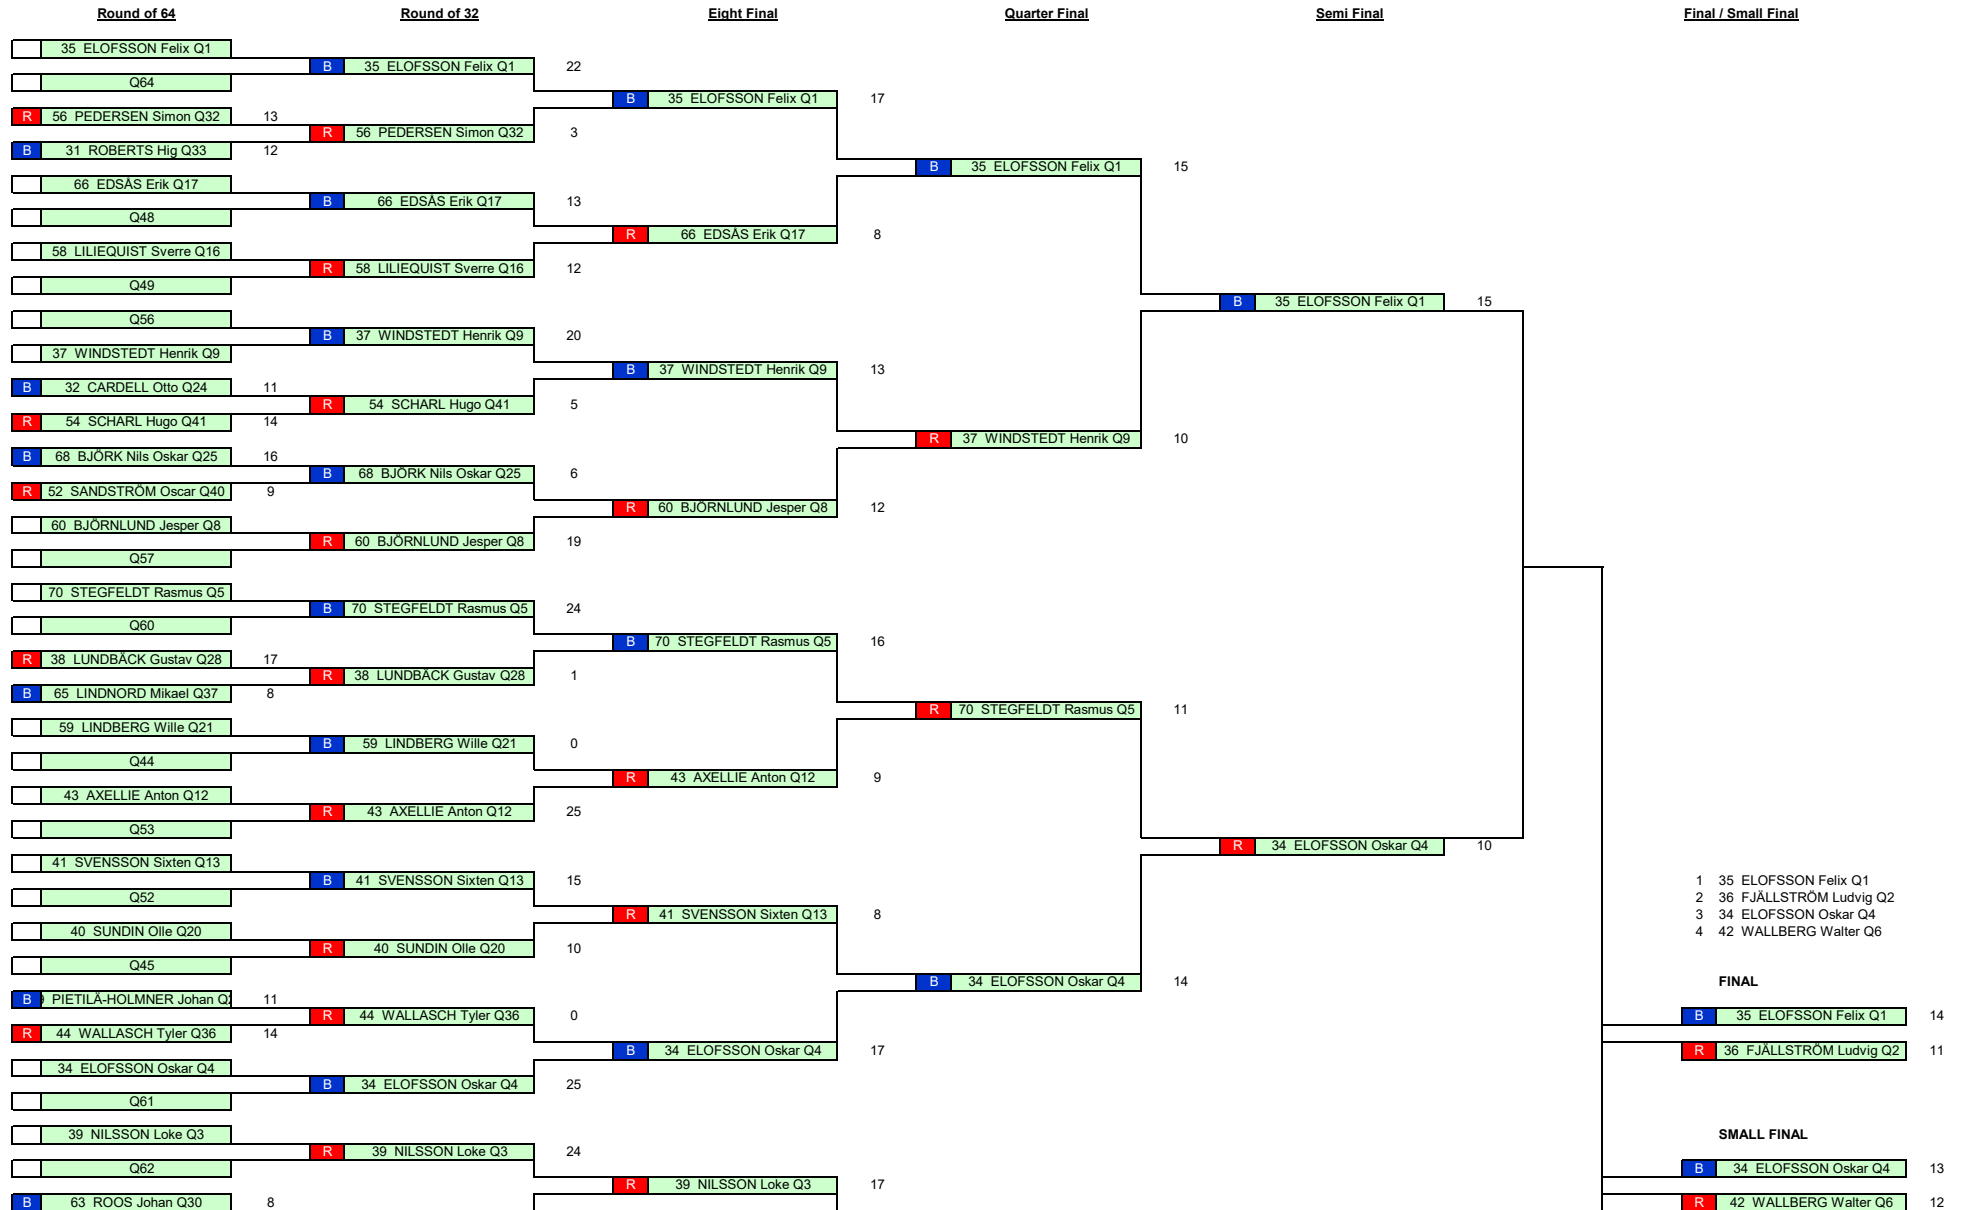 Round of 64 Round of 32 Eight Final Quarter Final Semi Final Final / Small Final
35 ELOFSSON Felix Q1
B 35 ELOFSSON Felix Q1 22
Q64
B 35 ELOFSSON Felix Q1 17
R 56 PEDERSEN Simon Q32 13
R 56 PEDERSEN Simon Q32 3
B 31 ROBERTS Hig Q33 12
B 35 ELOFSSON Felix Q1 15
66 EDSÅS Erik Q17
B 66 EDSÅS Erik Q17 13
Q48
R 66 EDSÅS Erik Q17 8
58 LILIEQUIST Sverre Q16
R 58 LILIEQUIST Sverre Q16 12
Q49
B 35 ELOFSSON Felix Q1 15
Q56
B 37 WINDSTEDT Henrik Q9 20
37 WINDSTEDT Henrik Q9
B 37 WINDSTEDT Henrik Q9 13
B 32 CARDELL Otto Q24 11
R 54 SCHARL Hugo Q41 5
R 54 SCHARL Hugo Q41 14
R 37 WINDSTEDT Henrik Q9 10
B 68 BJÖRK Nils Oskar Q25 16
B 68 BJÖRK Nils Oskar Q25 6
R 52 SANDSTRÖM Oscar Q40 9
R 60 BJÖRNLUND Jesper Q8 12
60 BJÖRNLUND Jesper Q8
R 60 BJÖRNLUND Jesper Q8 19
Q57
70 STEGFELDT Rasmus Q5
B 70 STEGFELDT Rasmus Q5 24
Q60
B 70 STEGFELDT Rasmus Q5 16
R 38 LUNDBÄCK Gustav Q28 17
R 38 LUNDBÄCK Gustav Q28 1
B 65 LINDNORD Mikael Q37 8
R 70 STEGFELDT Rasmus Q5 11
59 LINDBERG Wille Q21
B 59 LINDBERG Wille Q21 0
Q44
R 43 AXELLIE Anton Q12 9
43 AXELLIE Anton Q12
R 43 AXELLIE Anton Q12 25
Q53
R 34 ELOFSSON Oskar Q4 10
41 SVENSSON Sixten Q13
B 41 SVENSSON Sixten Q13 15
1 35 ELOFSSON Felix Q1
Q52
2 36 FJÄLLSTRÖM Ludvig Q2
R 41 SVENSSON Sixten Q13 8
3 34 ELOFSSON Oskar Q4
40 SUNDIN Olle Q20
4 42 WALLBERG Walter Q6
R 40 SUNDIN Olle Q20 10
Q45
B 34 ELOFSSON Oskar Q4 14
FINAL
B PIETILÄ-HOLMNER Johan 11
R 44 WALLASCH Tyler Q36 0
B 35 ELOFSSON Felix Q1 14
R 44 WALLASCH Tyler Q36 14
B 34 ELOFSSON Oskar Q4 17
R 36 FJÄLLSTRÖM Ludvig Q2 11
34 ELOFSSON Oskar Q4
B 34 ELOFSSON Oskar Q4 25
Q61
39 NILSSON Loke Q3
SMALL FINAL
R 39 NILSSON Loke Q3 24
Q62
B 34 ELOFSSON Oskar Q4 13
R 39 NILSSON Loke Q3 17
B 63 ROOS Johan Q30 8
R 42 WALLBERG Walter Q6 12